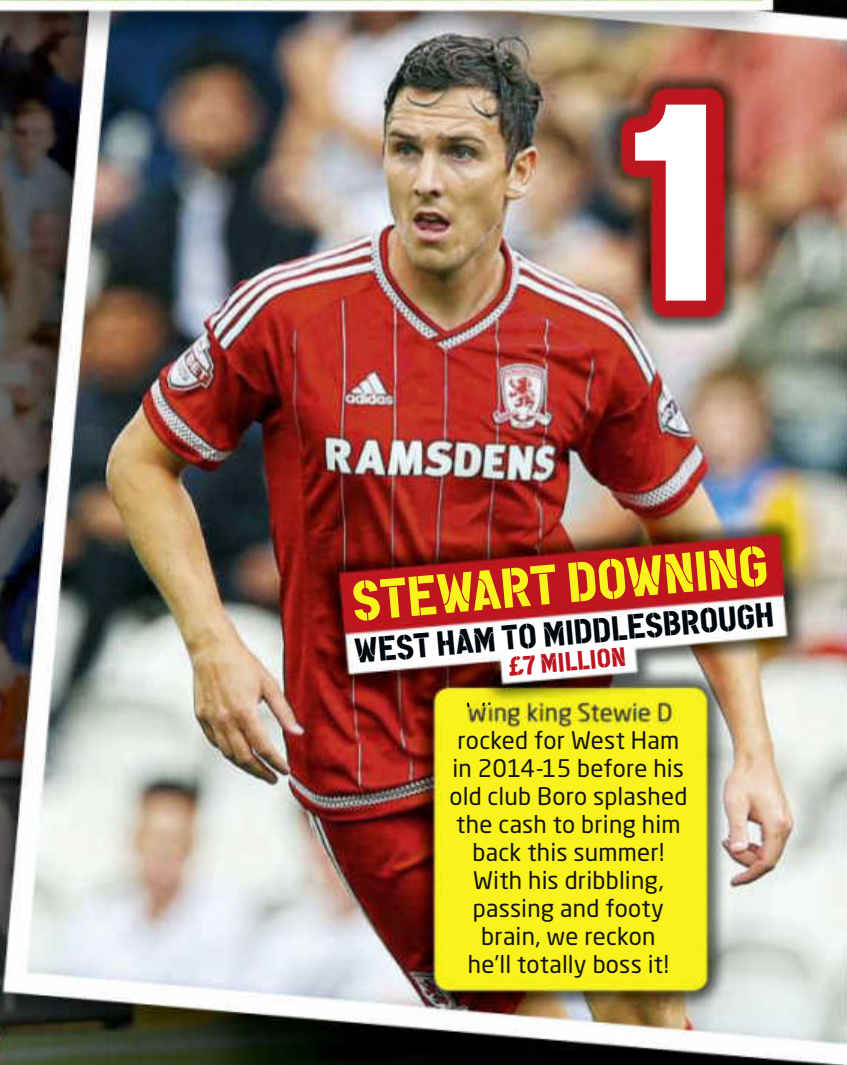 1
adidas
RAMSDENS
STEWART DOWNING
WEST HAM TO MIDDLESBROUGH
£7 MILLION
Wing king Stewie D
rocked for West Ham
in 2014-15 before his
old club Boro splashed
the cash to bring him
back this summer!
With his dribbling,
passing and footy
brain, we reckon
he'll totally boss it!